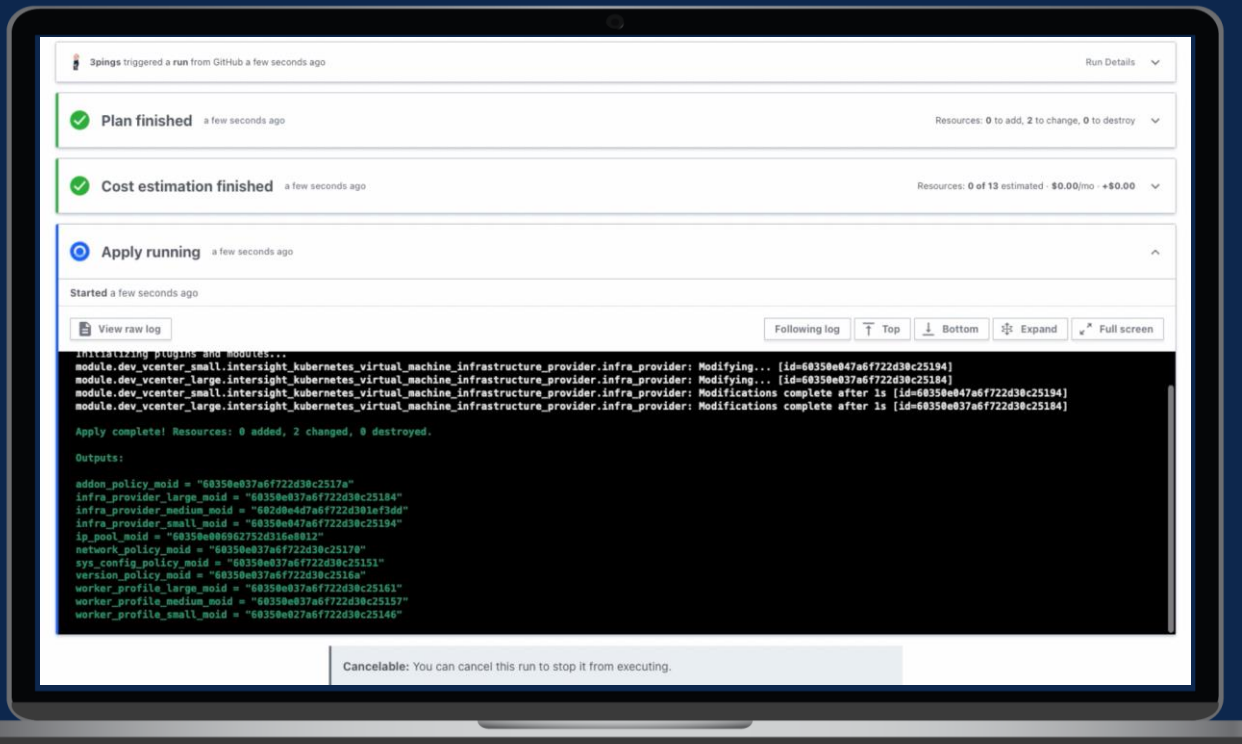 3pings triggered a run from GitHub a few seconds ago
Run Details
Plan finished a few seconds ago
Resources: 0 to add, 2 to change, 0 to destroy
Cost estimation finished a few seconds ago
Resources: 0 of 13 estimated · $0.00/mo · +$0.00
Apply running a few seconds ago
Started a few seconds ago
View raw log
Following log
Top
Bottom
Expand
Full screen
Initializing plugins and modules...
module.dev_vcenter_small.intersight_kubernetes_virtual_machine_infrastructure_provider.infra_provider: Modifying... [id=60350e047a6f722d30c25194]
module.dev_vcenter_large.intersight_kubernetes_virtual_machine_infrastructure_provider.infra_provider: Modifying... [id=60350e037a6f722d30c25184]
module.dev_vcenter_small.intersight_kubernetes_virtual_machine_infrastructure_provider.infra_provider: Modifications complete after 1s [id=60350e047a6f722d30c25194]
module.dev_vcenter_large.intersight_kubernetes_virtual_machine_infrastructure_provider.infra_provider: Modifications complete after 1s [id=60350e037a6f722d30c25184]
Apply complete! Resources: 0 added, 2 changed, 0 destroyed.
Outputs:
addon_policy_moid = "60350e037a6f722d30c2517a"
infra_provider_large_moid = "60350e037a6f722d30c25184"
infra_provider_medium_moid = "602d0e4d7a6f722d301ef3dd"
infra_provider_small_moid = "60350e047a6f722d30c25194"
ip_pool_moid = "60350e006962752d316e8012"
network_policy_moid = "60350e037a6f722d30c25170"
sys_config_policy_moid = "60350e037a6f722d30c25151"
version_policy_moid = "60350e037a6f722d30c2516a"
worker_profile_large_moid = "60350e037a6f722d30c25161"
worker_profile_medium_moid = "60350e037a6f722d30c25157"
worker_profile_small_moid = "60350e027a6f722d30c25146"
Cancelable: You can cancel this run to stop it from executing.